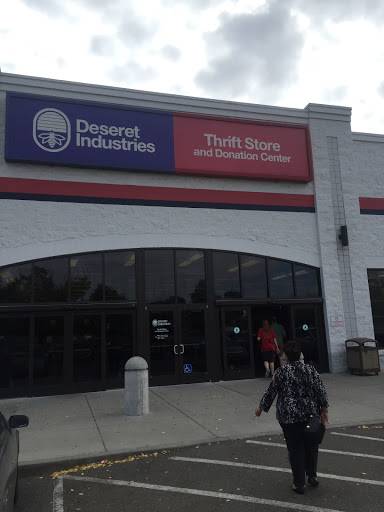 Deseret
Industries
Thrift Store
and Donation Center